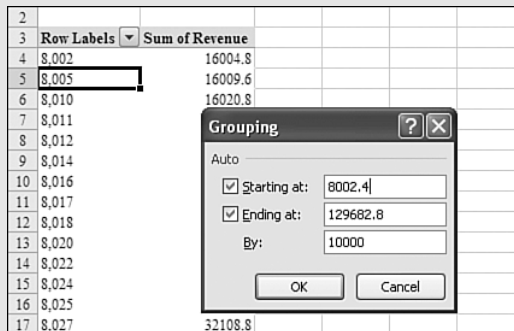 2
3 Row Labels Sum of Revenue
4 8,002 16004.8
5 8,005 16009.6
6 8,010 16020.8
7 8,011
8 8,012
9 8,014
10 8,016
11 8,017
12 8,018
13 8,020
14 8,022
15 8,024
16 8,025
17 8,027 32108.8
Grouping
Auto
Starting at: 8002.4
Ending at: 129682.8
By: 10000
OK Cancel